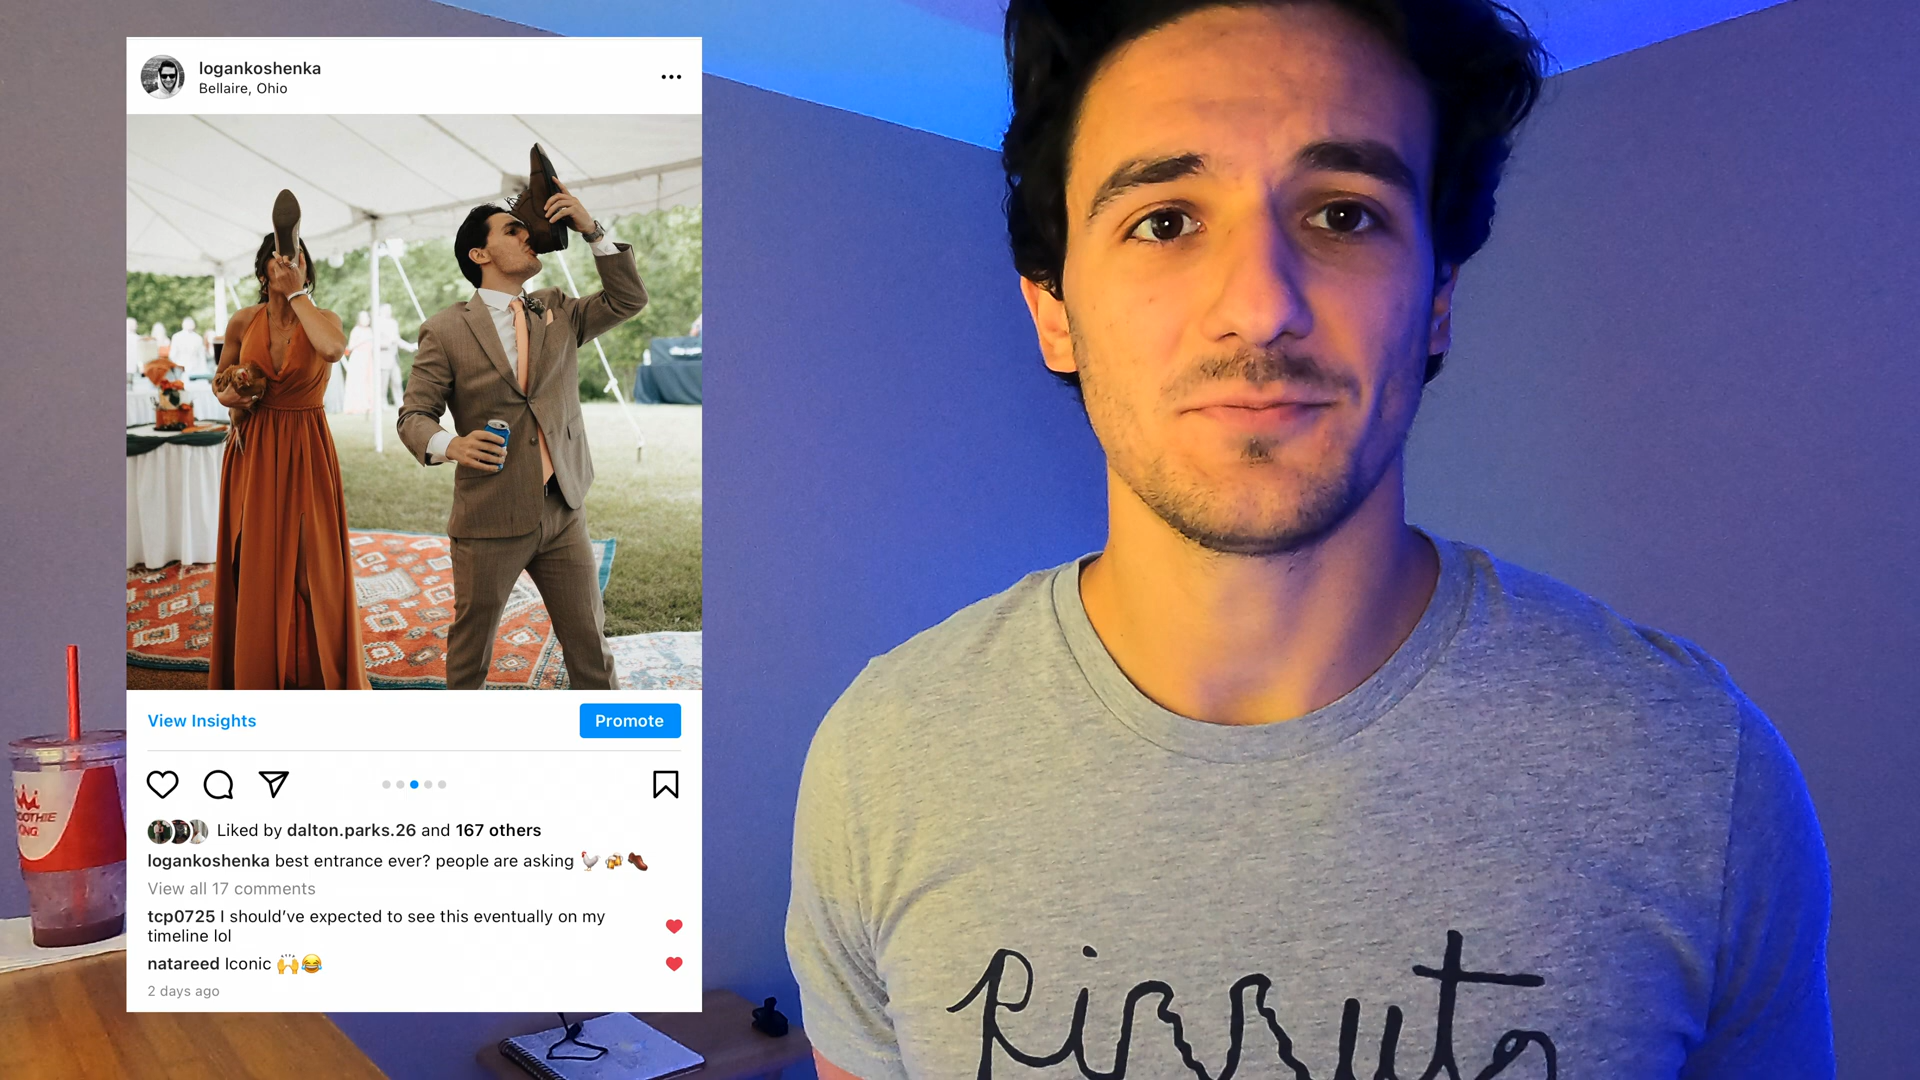 logankoshenka
Bellaire, Ohio
View Insights
Promote
Liked by dalton.parks.26 and 167 others
logankoshenka best entrance ever? people are asking 🐓 🍻 👞
View all 17 comments
tcp0725 I should’ve expected to see this eventually on my
timeline lol
natareed Iconic 🙌😂
2 days ago